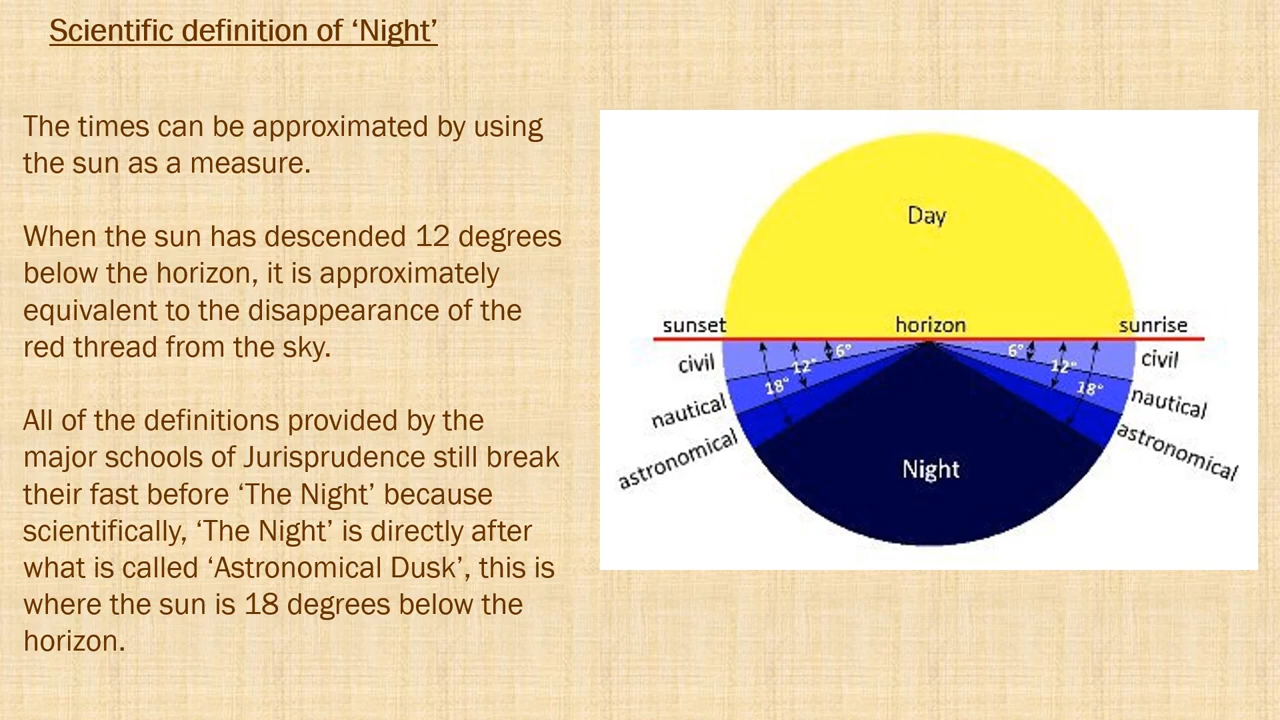 Scientific definition of ‘Night’
The times can be approximated by using
the sun as a measure.
When the sun has descended 12 degrees
below the horizon, it is approximately
equivalent to the disappearance of the
red thread from the sky.
All of the definitions provided by the
major schools of Jurisprudence still break
their fast before ‘The Night’ because
scientifically, ‘The Night’ is directly after
what is called ‘Astronomical Dusk’, this is
where the sun is 18 degrees below the
horizon.
Day
sunset horizon sunrise
civil 6° 6° civil
12° 12°
18° 18°
nautical nautical
astronomical astronomical
Night